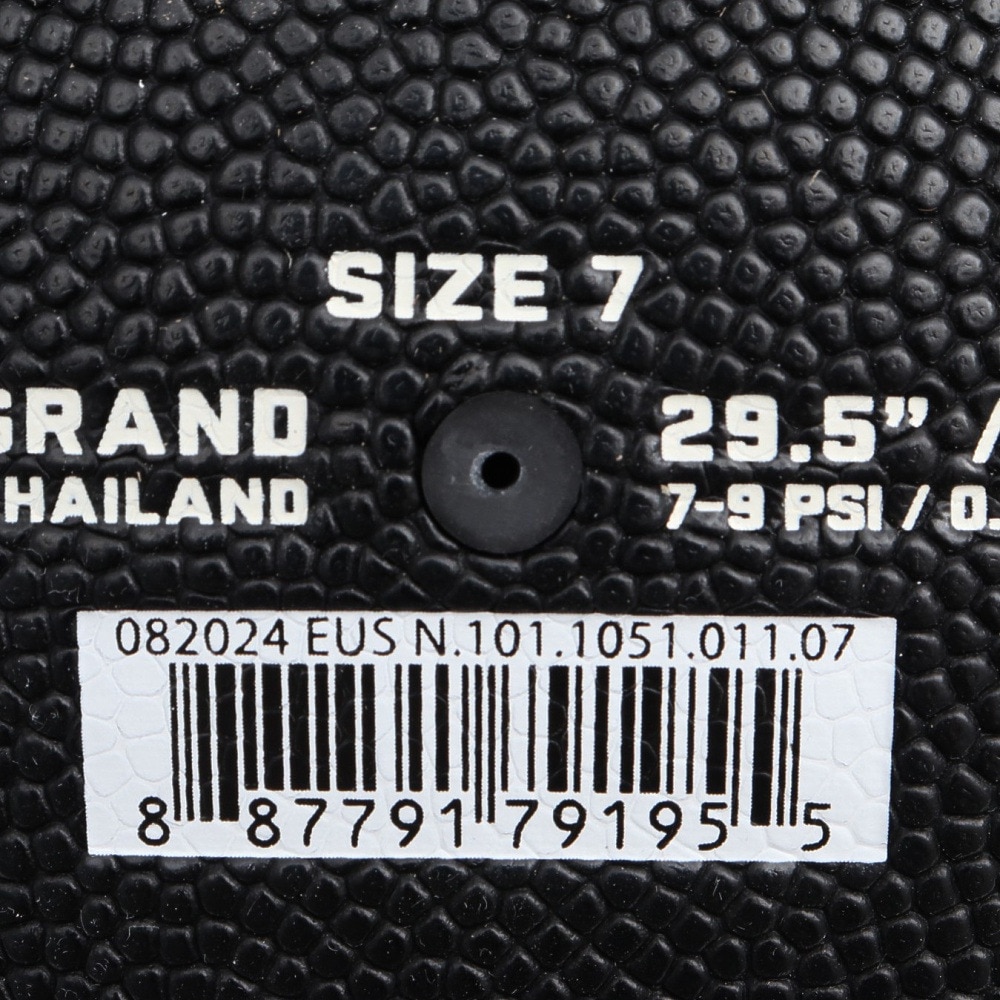 SIZE 7
GRAND
29.5" /
THAILAND
7-9 PSI / 0.
082024 EUS N.101.1051.011.07
8 87791 79195 5